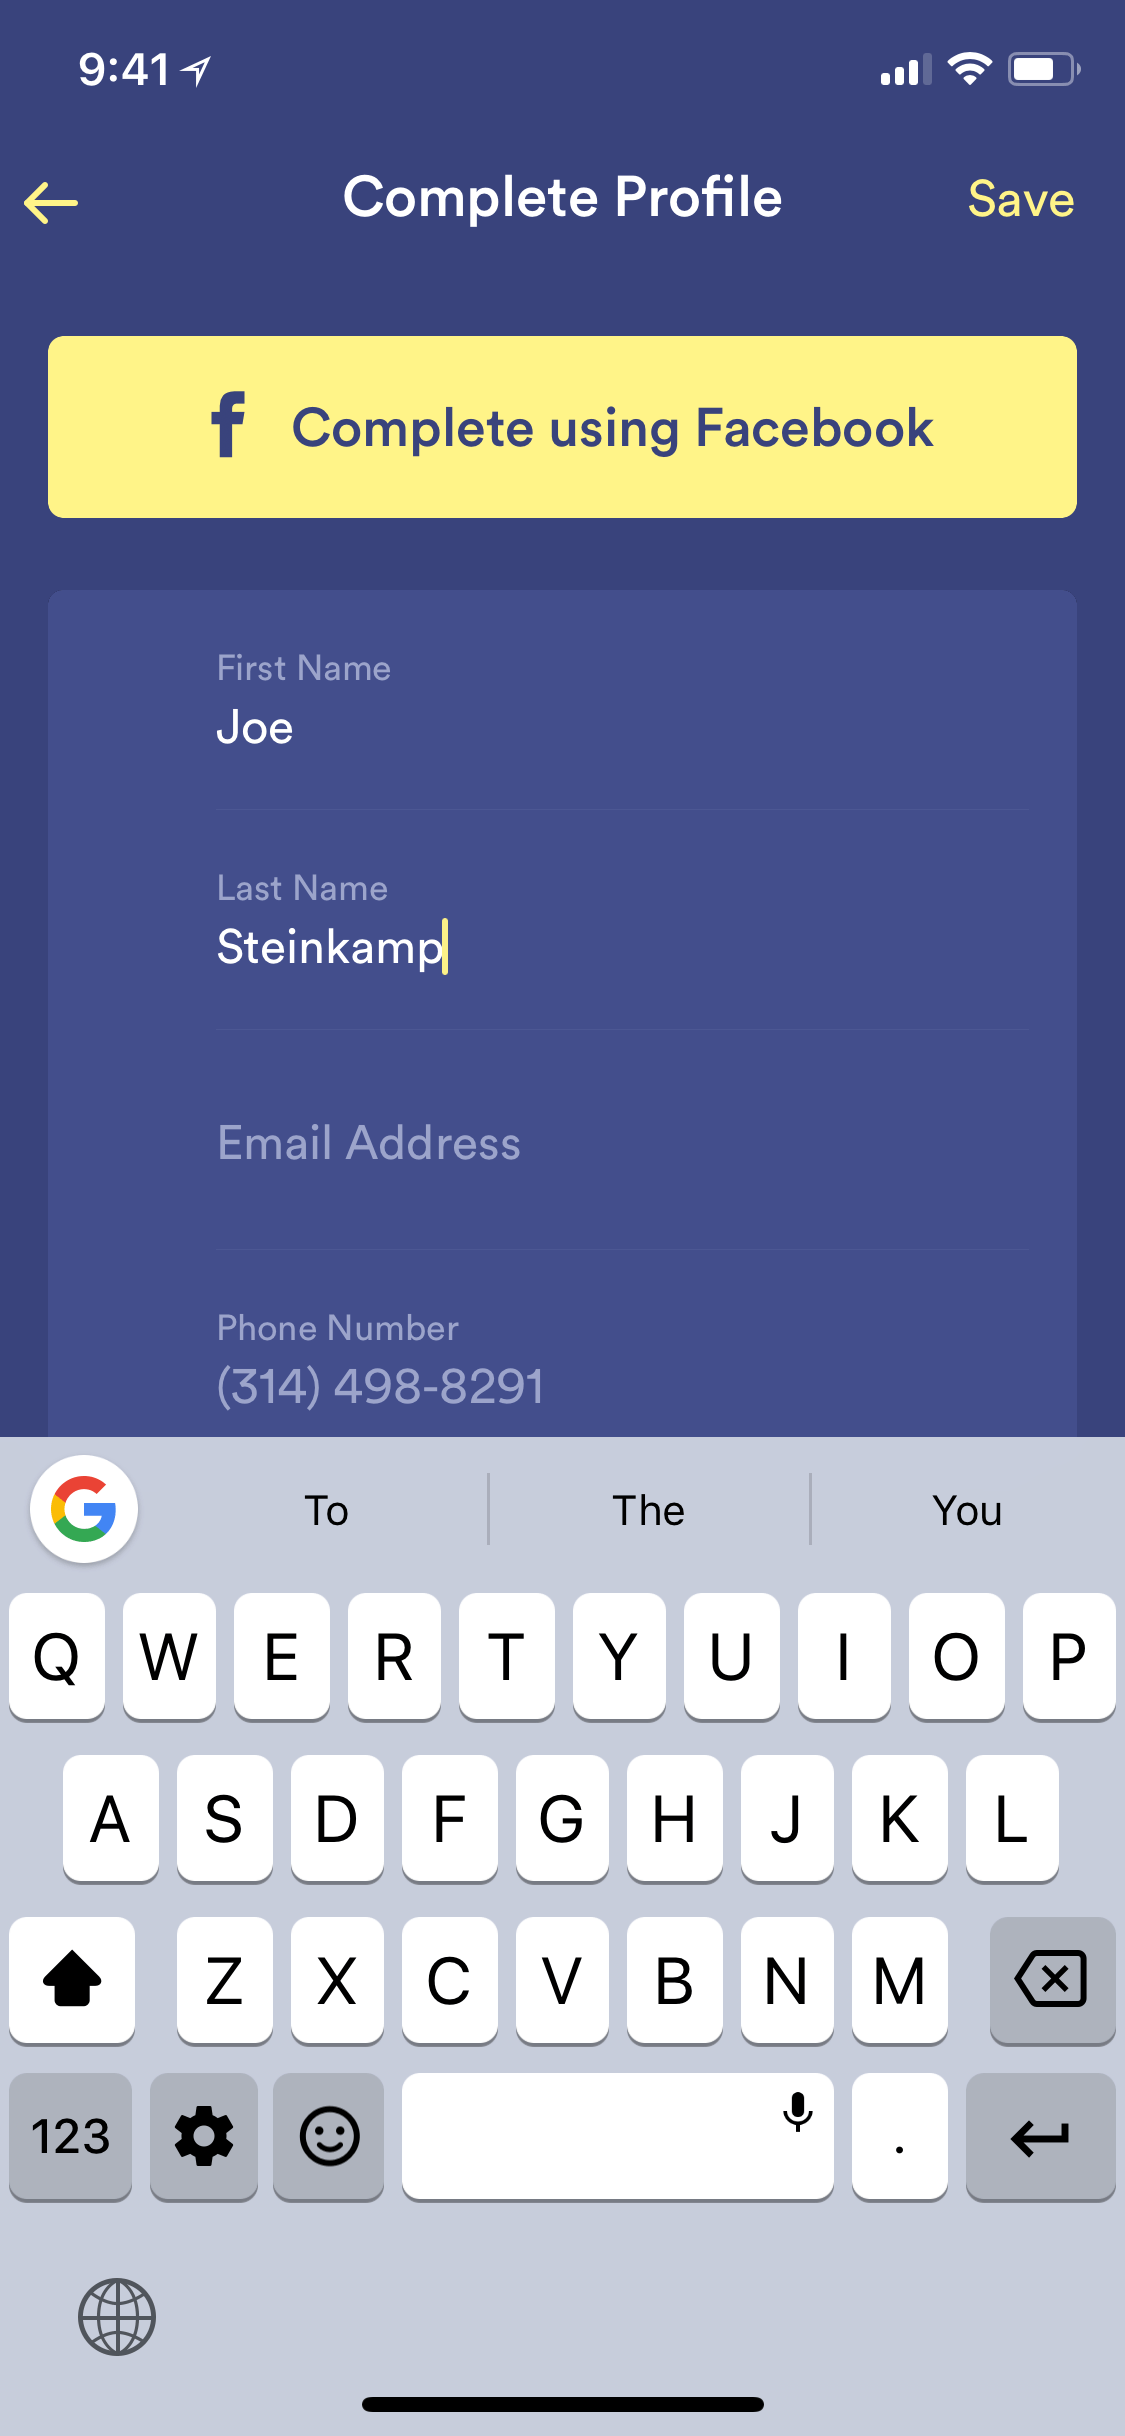 9:41
Complete Profile
Save
Complete using Facebook
First Name
Joe
Last Name
Steinkamp
Email Address
Phone Number
(314) 498-8291
To The You
Q W E R T Y U I O P
A S D F G H J K L
Z X C V B N M
123 .